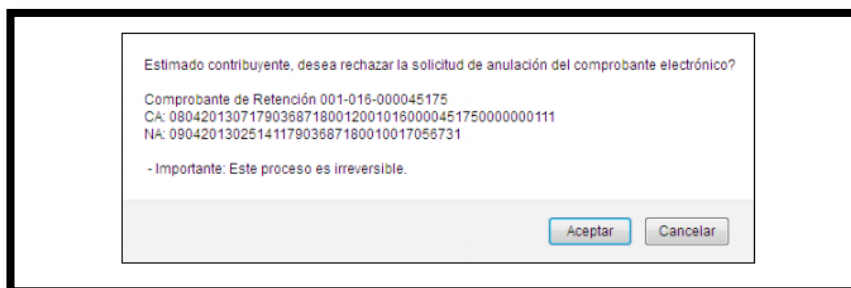 Estimado contribuyente, desea rechazar la solicitud de anulación del comprobante electrónico?
Comprobante de Retención 001-016-000045175
CA: 0804201307179036871800120010160000451750000000111
NA: 0904201302514117903687180010017056731
- Importante: Este proceso es irreversible.
Aceptar
Cancelar